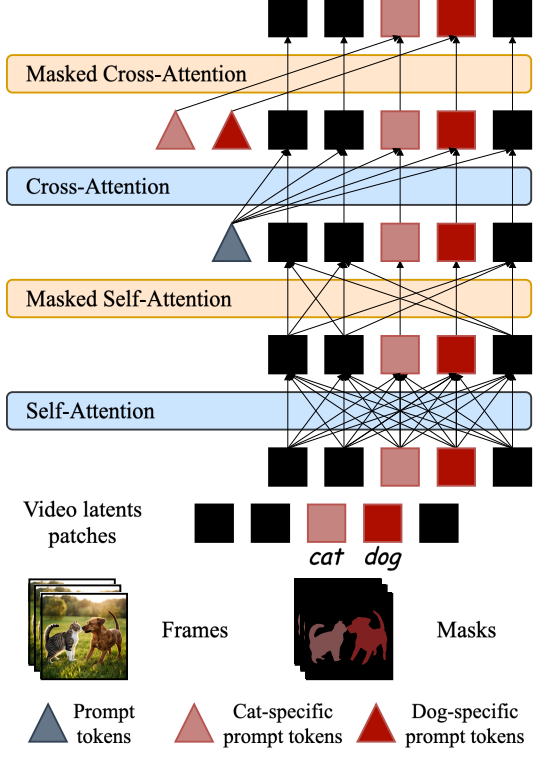 Masked Cross-Attention
Cross-Attention
Masked Self-Attention
Self-Attention
Video latents
patches
cat
dog
Frames
Masks
Prompt
tokens
Cat-specific
prompt tokens
Dog-specific
prompt tokens